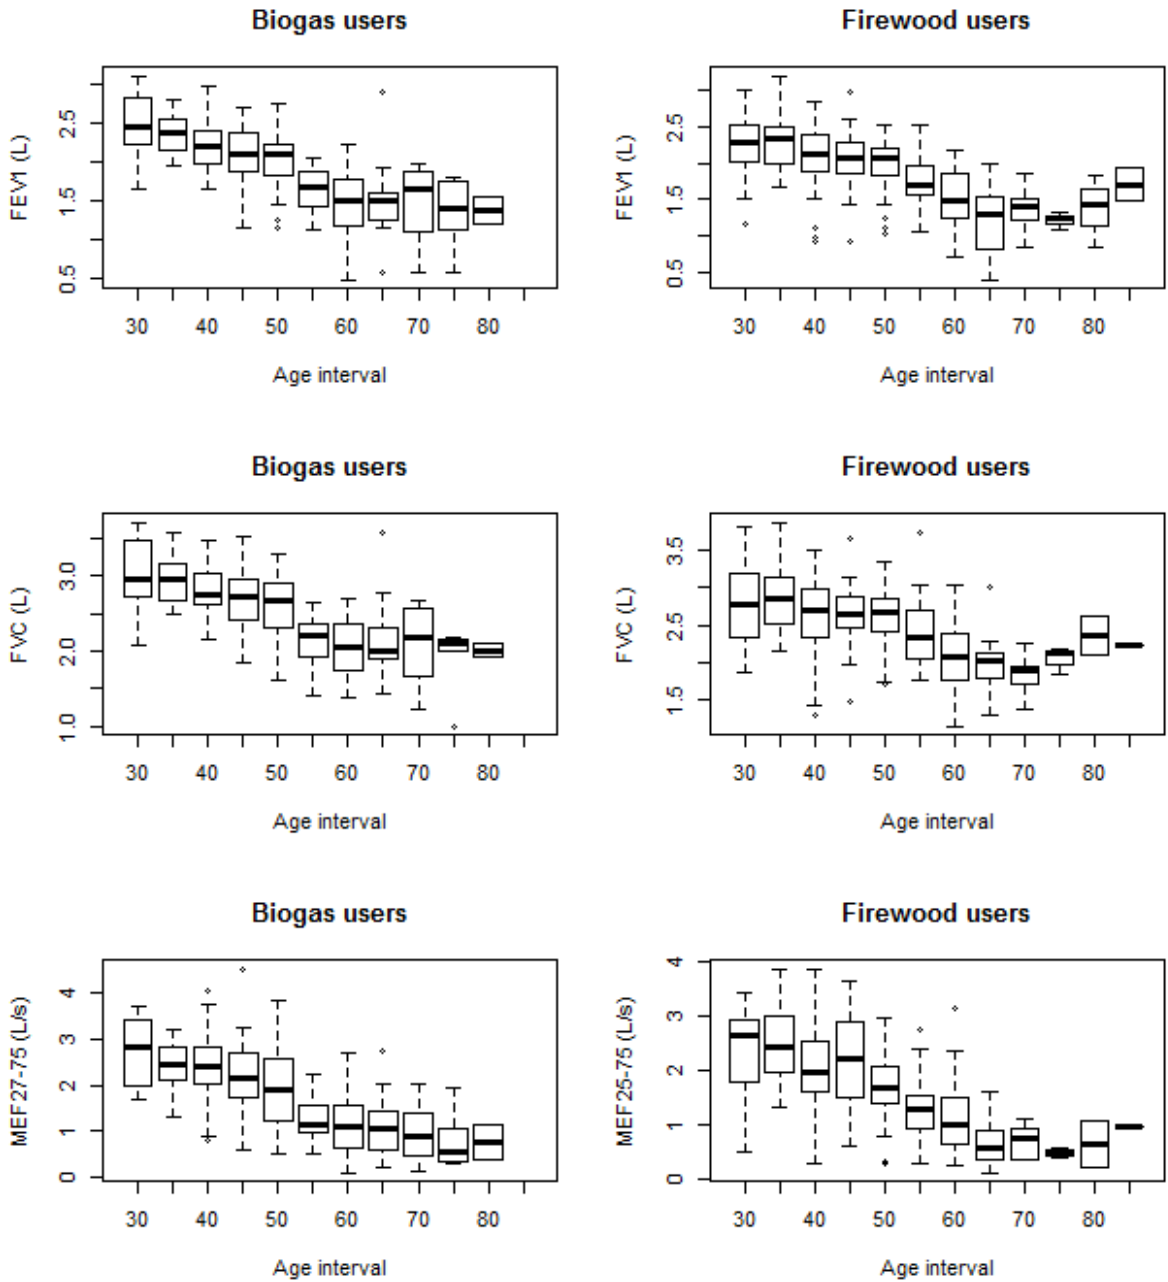 Biogas users
FEV1 (L)
2.5
1.5
0.5
30 40 50 60 70 80
Age interval
Firewood users
FEV1 (L)
2.5
1.5
0.5
30 40 50 60 70 80
Age interval
Biogas users
FVC (L)
3.0
2.0
1.0
30 40 50 60 70 80
Age interval
Firewood users
FVC (L)
3.5
2.5
1.5
30 40 50 60 70 80
Age interval
Biogas users
MEF27-75 (L/s)
4
3
2
1
0
30 40 50 60 70 80
Age interval
Firewood users
MEF25-75 (L/s)
4
3
2
1
0
30 40 50 60 70 80
Age interval